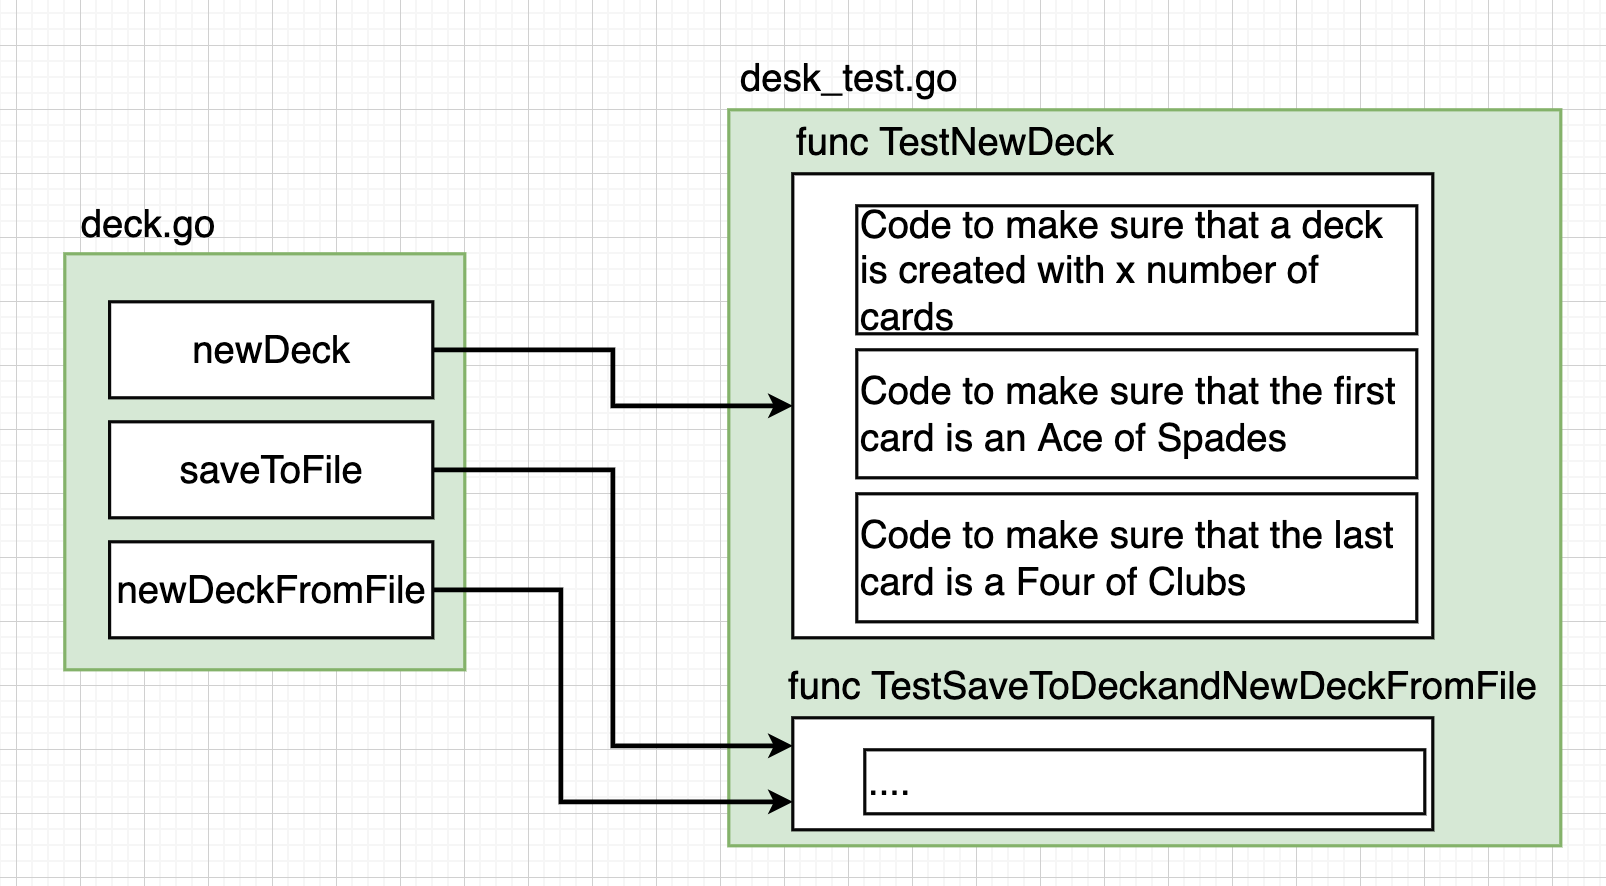 deck.go
newDeck
saveToFile
newDeckFromFile
desk_test.go
func TestNewDeck
Code to make sure that a deck
is created with x number of
cards
Code to make sure that the first
card is an Ace of Spades
Code to make sure that the last
card is a Four of Clubs
func TestSaveToDeckandNewDeckFromFile
....